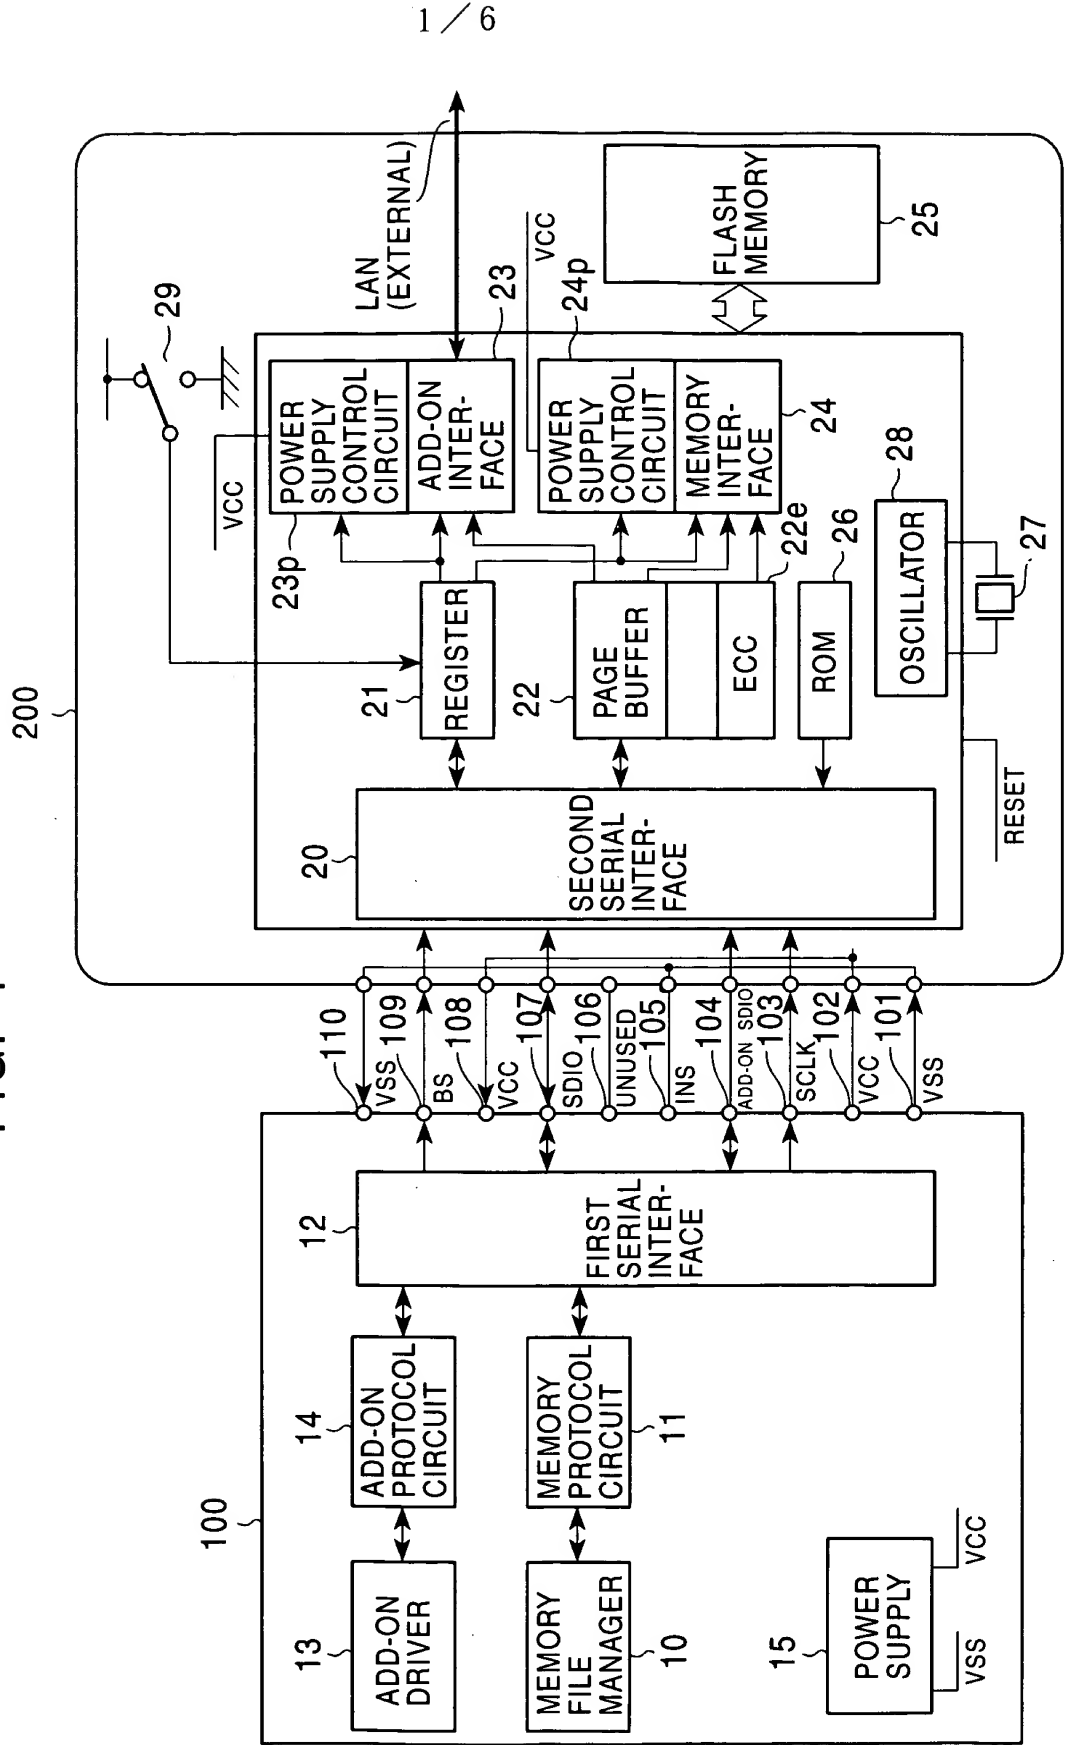 1/6
200
29
LAN
(EXTERNAL)
VCC
23p
POWER
SUPPLY
CONTROL
CIRCUIT
ADD-ON
INTER-
FACE
23
VCC
24p
POWER
SUPPLY
CONTROL
CIRCUIT
MEMORY
INTER-
FACE
24
FLASH
MEMORY
25
21
REGISTER
22
PAGE
BUFFER
ECC
22e
ROM
26
OSCILLATOR
28
27
RESET
20
SECOND
SERIAL
INTER-
FACE
110
VSS
109
BS
108
VCC
107
SDIO
106
UNUSED
105
INS
104
ADD-ON SDIO
103
SCLK
102
VCC
101
VSS
100
12
FIRST
SERIAL
INTER-
FACE
14
ADD-ON
PROTOCOL
CIRCUIT
11
MEMORY
PROTOCOL
CIRCUIT
13
ADD-ON
DRIVER
10
MEMORY
FILE
MANAGER
15
POWER
SUPPLY
VCC
VSS